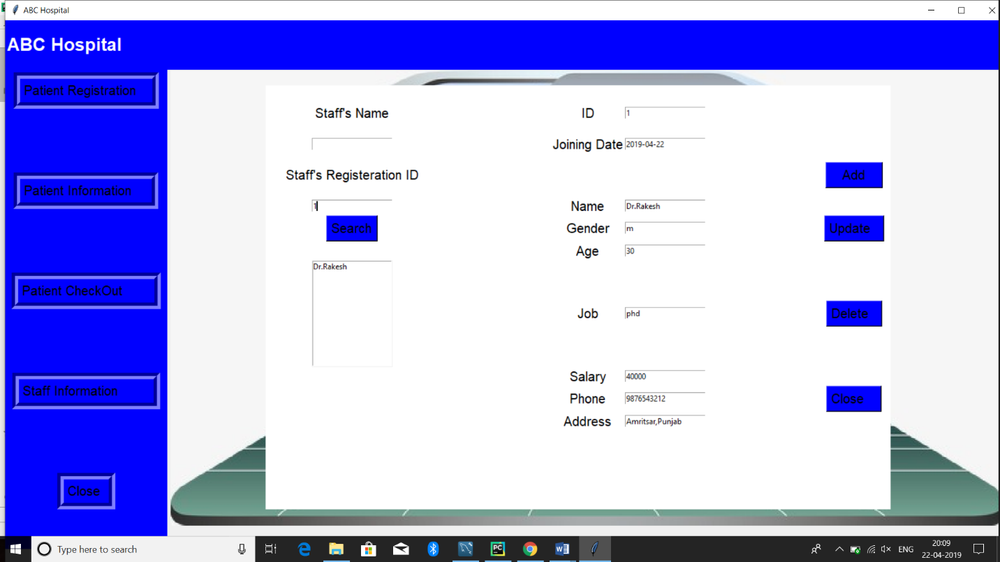 ABC Hospital
ABC Hospital
Patient Registration
Patient Information
Patient CheckOut
Staff Information
Close
Staff's Name
Staff's Registeration ID
1
Search
Dr.Rakesh
ID 1
Joining Date 2019-04-22
Name Dr.Rakesh
Gender m
Age 30
Job phd
Salary 40000
Phone 9876543212
Address Amritsar,Punjab
Add
Update
Delete
Close
Type here to search
PC
W
ENG
20:09
22-04-2019